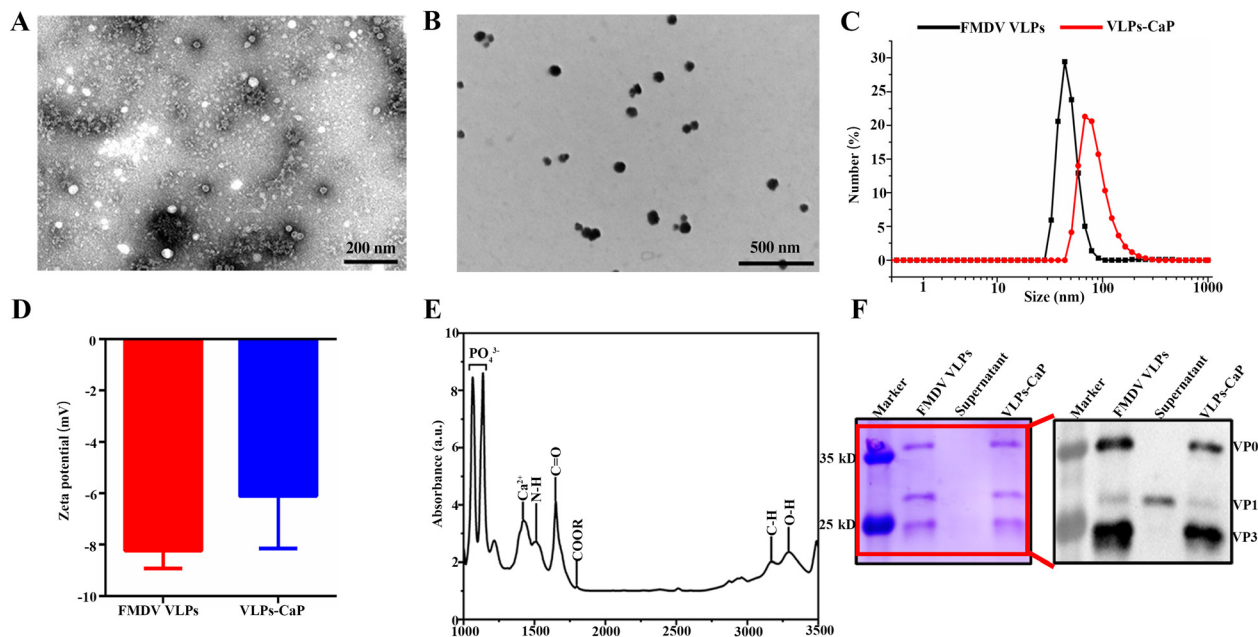 A
200 nm
B
500 nm
C
FMDV VLPs
VLPs-CaP
30
25
20
15
10
5
0
Number (%)
1
10
100
1000
Size (nm)
D
0
-2
-4
-6
-8
-10
Zeta potential (mV)
FMDV VLPs
VLPs-CaP
E
10
8
6
4
2
0
Absorbance (a.u.)
PO₄³⁻
Ca²⁺
N-H
C=O
COOR
C-H
O-H
1000
1500
2000
2500
3000
3500
F
Marker
FMDV VLPs
Supernatant
VLPs-CaP
35 kD
25 kD
Marker
FMDV VLPs
Supernatant
VLPs-CaP
VP0
VP1
VP3